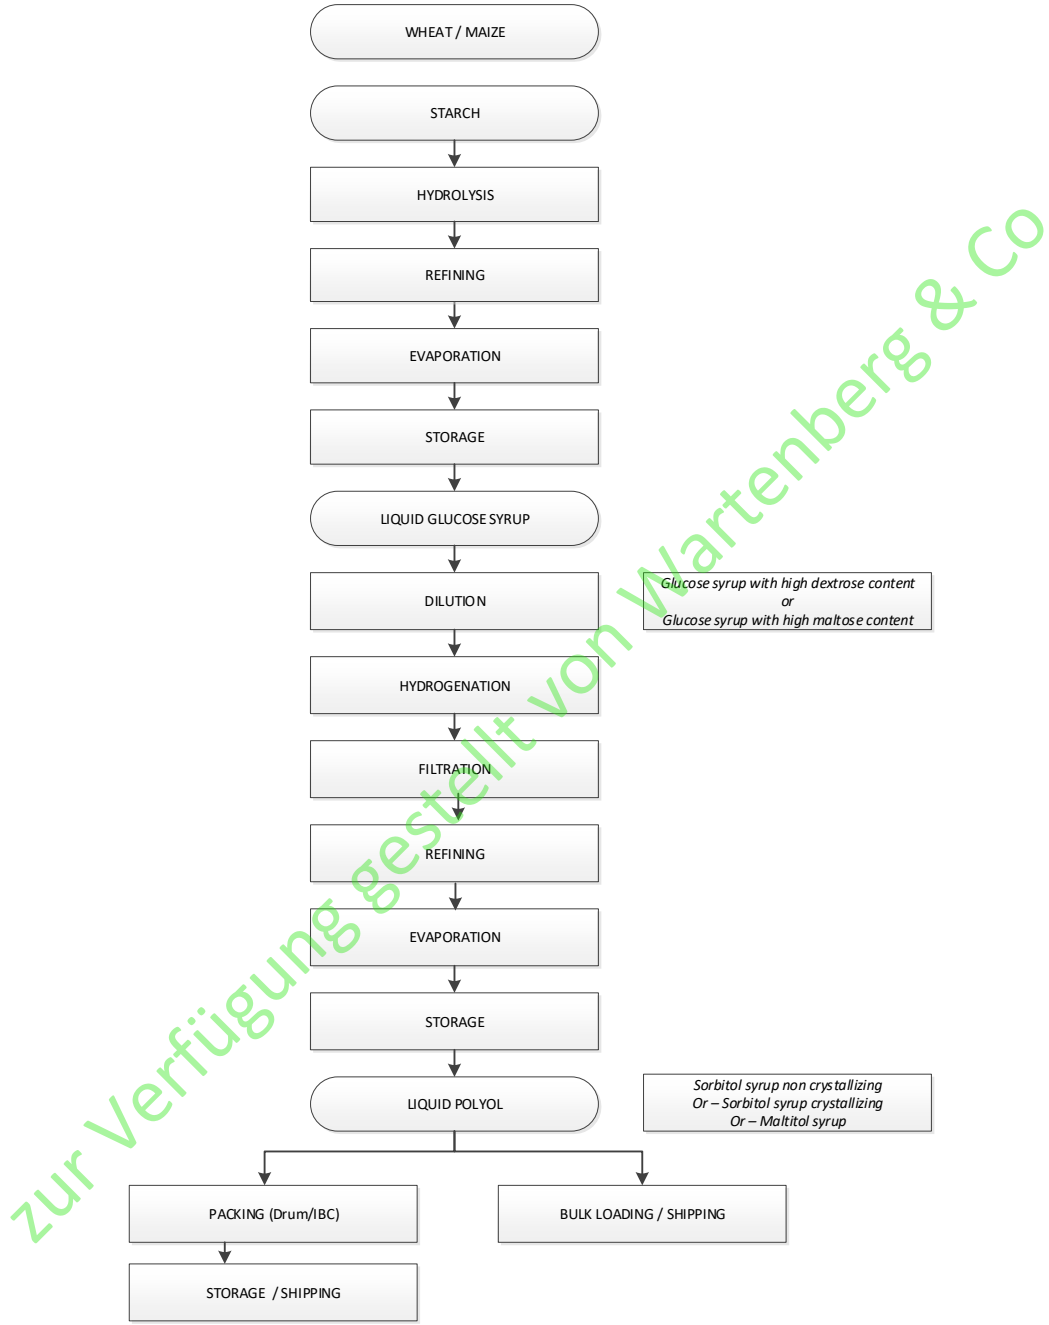 WHEAT / MAIZE
STARCH
HYDROLYSIS
REFINING
EVAPORATION
STORAGE
LIQUID GLUCOSE SYRUP
DILUTION
Glucose syrup with high dextrose content
or
Glucose syrup with high maltose content
HYDROGENATION
FILTRATION
REFINING
EVAPORATION
STORAGE
LIQUID POLYOL
Sorbitol syrup non crystallizing
Or – Sorbitol syrup crystallizing
Or – Maltitol syrup
PACKING (Drum/IBC)
BULK LOADING / SHIPPING
STORAGE / SHIPPING
zur Verfügung gestellt von Wartenberg & Co